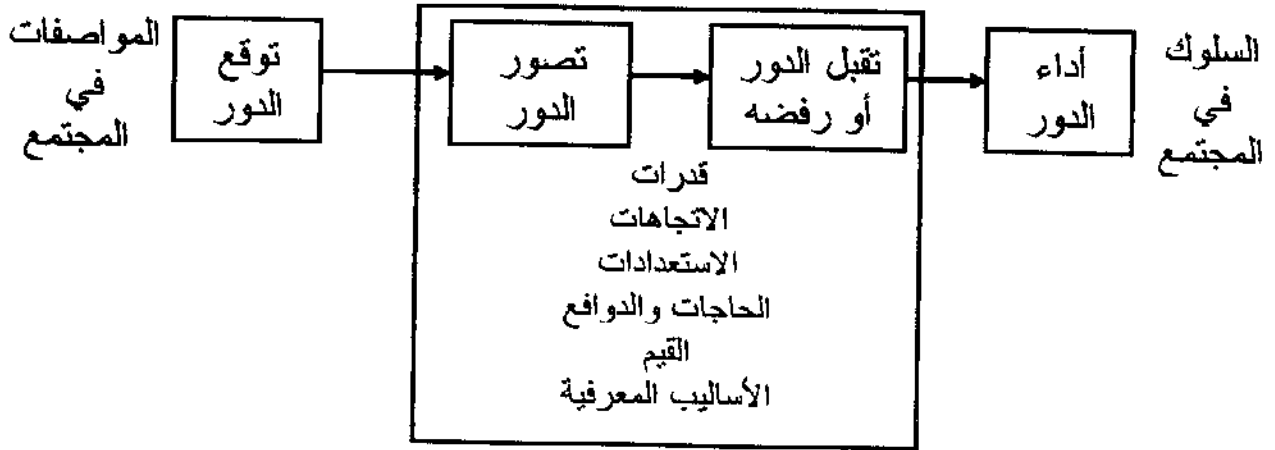 المواصفات
في
المجتمع
توقع
الدور
تصور
الدور
تقبل الدور
أو رفضه
أداء
الدور
السلوك
في
المجتمع
قدرات
الاتجاهات
الاستعدادات
الحاجات والدوافع
القيم
الأساليب المعرفية